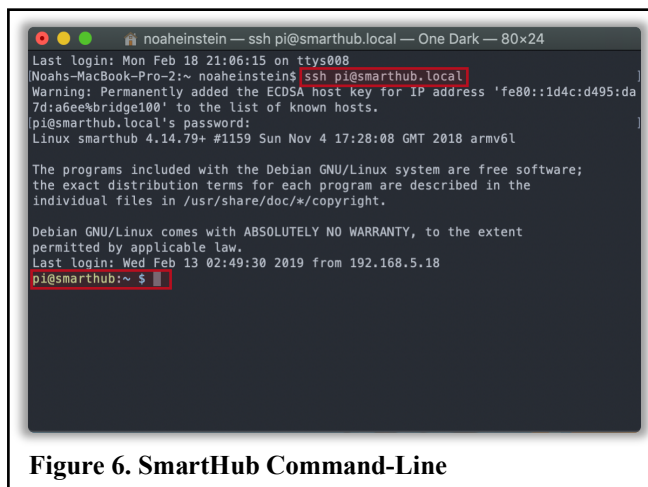 noaheinstein — ssh pi@smarthub.local — One Dark — 80×24
Last login: Mon Feb 18 21:06:15 on ttys008
[Noahs-MacBook-Pro-2:~ noaheinstein$ ssh pi@smarthub.local ]
Warning: Permanently added the ECDSA host key for IP address 'fe80::1d4c:d495:da
7d:a6ee%bridge100' to the list of known hosts.
[pi@smarthub.local's password: ]
Linux smarthub 4.14.79+ #1159 Sun Nov 4 17:28:08 GMT 2018 armv6l
The programs included with the Debian GNU/Linux system are free software;
the exact distribution terms for each program are described in the
individual files in /usr/share/doc/*/copyright.
Debian GNU/Linux comes with ABSOLUTELY NO WARRANTY, to the extent
permitted by applicable law.
Last login: Wed Feb 13 02:49:30 2019 from 192.168.5.18
pi@smarthub:~ $
Figure 6. SmartHub Command-Line